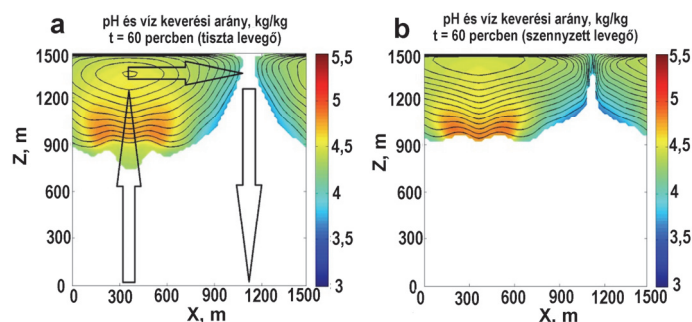 pH és víz keverési arány, kg/kg
t = 60 percben (tiszta levegő)
a
1500
1200
900
600
300
0
Z, m
0 300 600 900 1200 1500
X, m
5,5
5
4,5
4
3,5
3
pH és víz keverési arány, kg/kg
t = 60 percben (szennyzett levegő)
b
1500
1200
900
600
300
0
Z, m
0 300 600 900 1200 1500
X, m
5,5
5
4,5
4
3,5
3